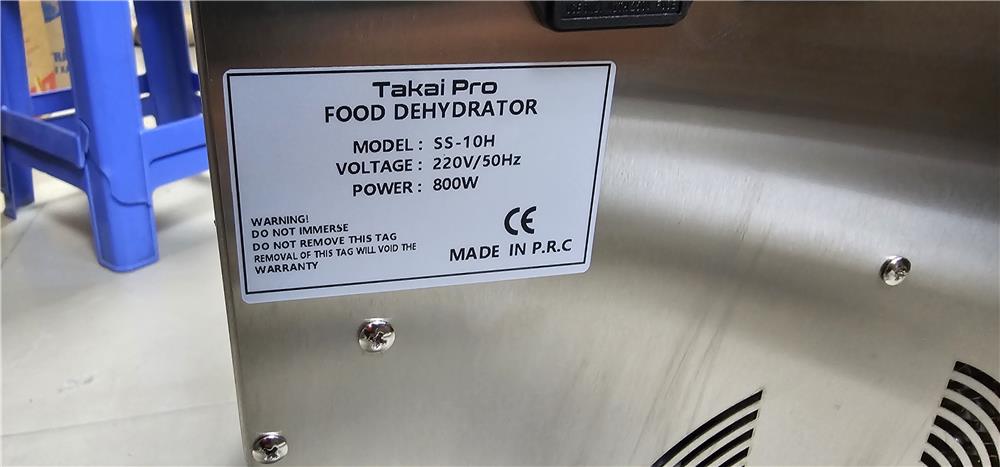 Takai Pro
FOOD DEHYDRATOR
MODEL : SS-10H
VOLTAGE : 220V/50Hz
POWER : 800W
WARNING!
DO NOT IMMERSE
DO NOT REMOVE THIS TAG
REMOVAL OF THIS TAG WILL VOID THE
WARRANTY
CE
MADE IN P.R.C